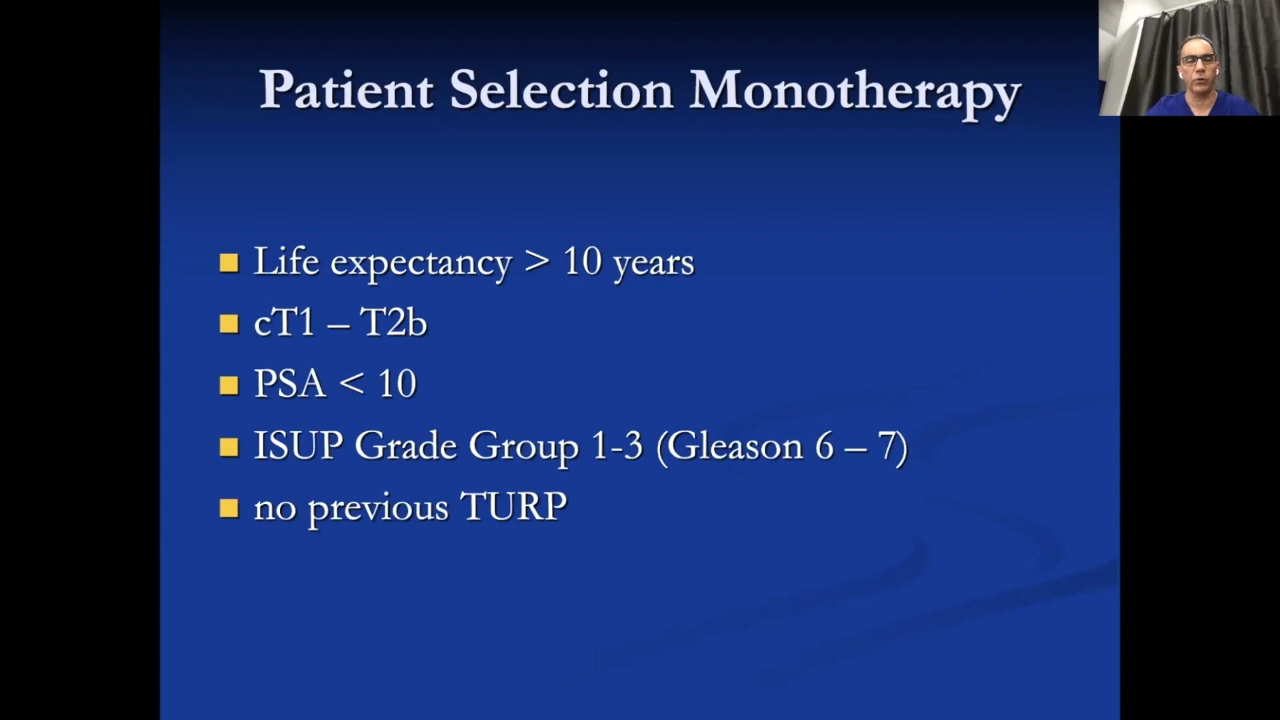 Patient Selection Monotherapy
Life expectancy > 10 years
cT1 – T2b
PSA < 10
ISUP Grade Group 1-3 (Gleason 6 – 7)
no previous TURP